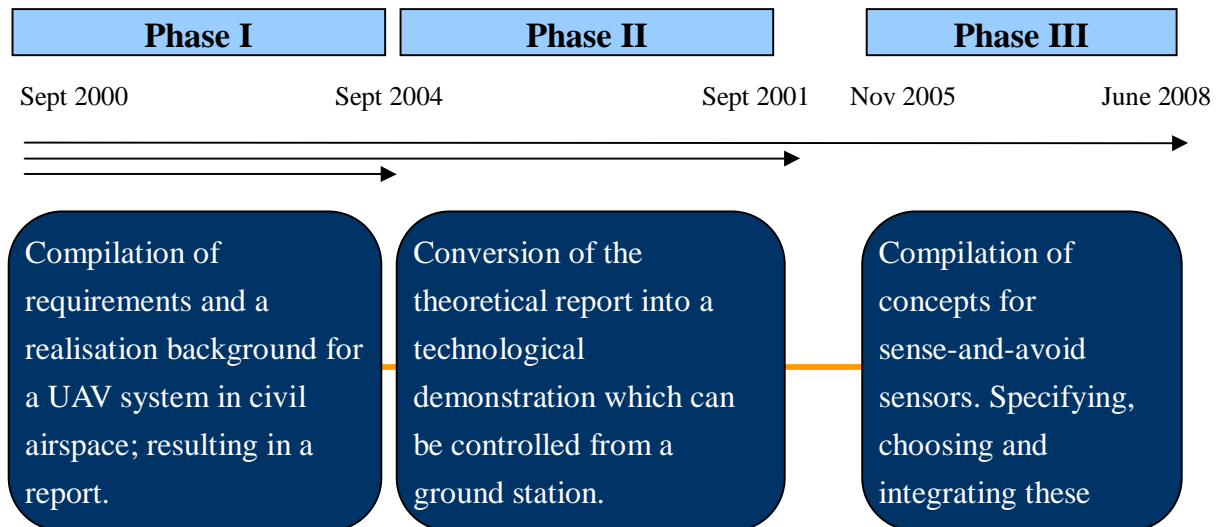 Phase I
Phase II
Phase III
Sept 2000
Sept 2004
Sept 2001
Nov 2005
June 2008
Compilation of
requirements and a
realisation background for
a UAV system in civil
airspace; resulting in a
report.
Conversion of the
theoretical report into a
technological
demonstration which can
be controlled from a
ground station.
Compilation of
concepts for
sense-and-avoid
sensors. Specifying,
choosing and
integrating these